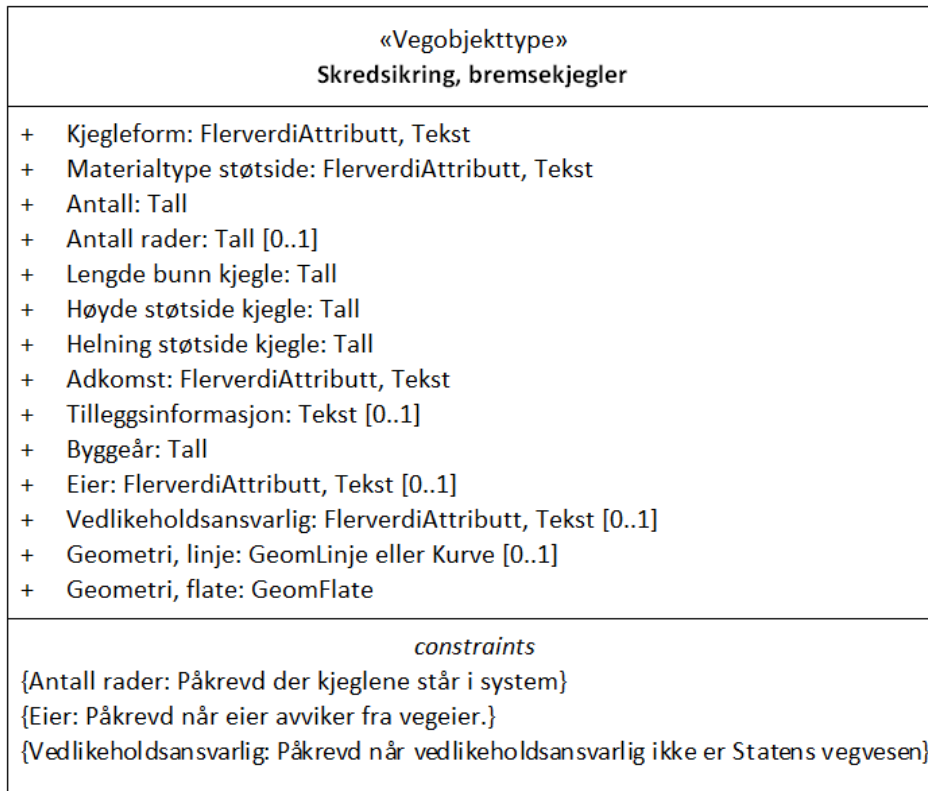 «Vegobjekttype»
Skredsikring, bremsekjegler
+ Kjegleform: FlerverdiAttributt, Tekst
+ Materialtype støtside: FlerverdiAttributt, Tekst
+ Antall: Tall
+ Antall rader: Tall [0..1]
+ Lengde bunn kjegle: Tall
+ Høyde støtside kjegle: Tall
+ Helning støtside kjegle: Tall
+ Adkomst: FlerverdiAttributt, Tekst
+ Tilleggsinformasjon: Tekst [0..1]
+ Byggeår: Tall
+ Eier: FlerverdiAttributt, Tekst [0..1]
+ Vedlikeholdsansvarlig: FlerverdiAttributt, Tekst [0..1]
+ Geometri, linje: GeomLinje eller Kurve [0..1]
+ Geometri, flate: GeomFlate
constraints
{Antall rader: Påkrevd der kjeglene står i system}
{Eier: Påkrevd når eier avviker fra vegeier.}
{Vedlikeholdsansvarlig: Påkrevd når vedlikeholdsansvarlig ikke er Statens vegvesen}